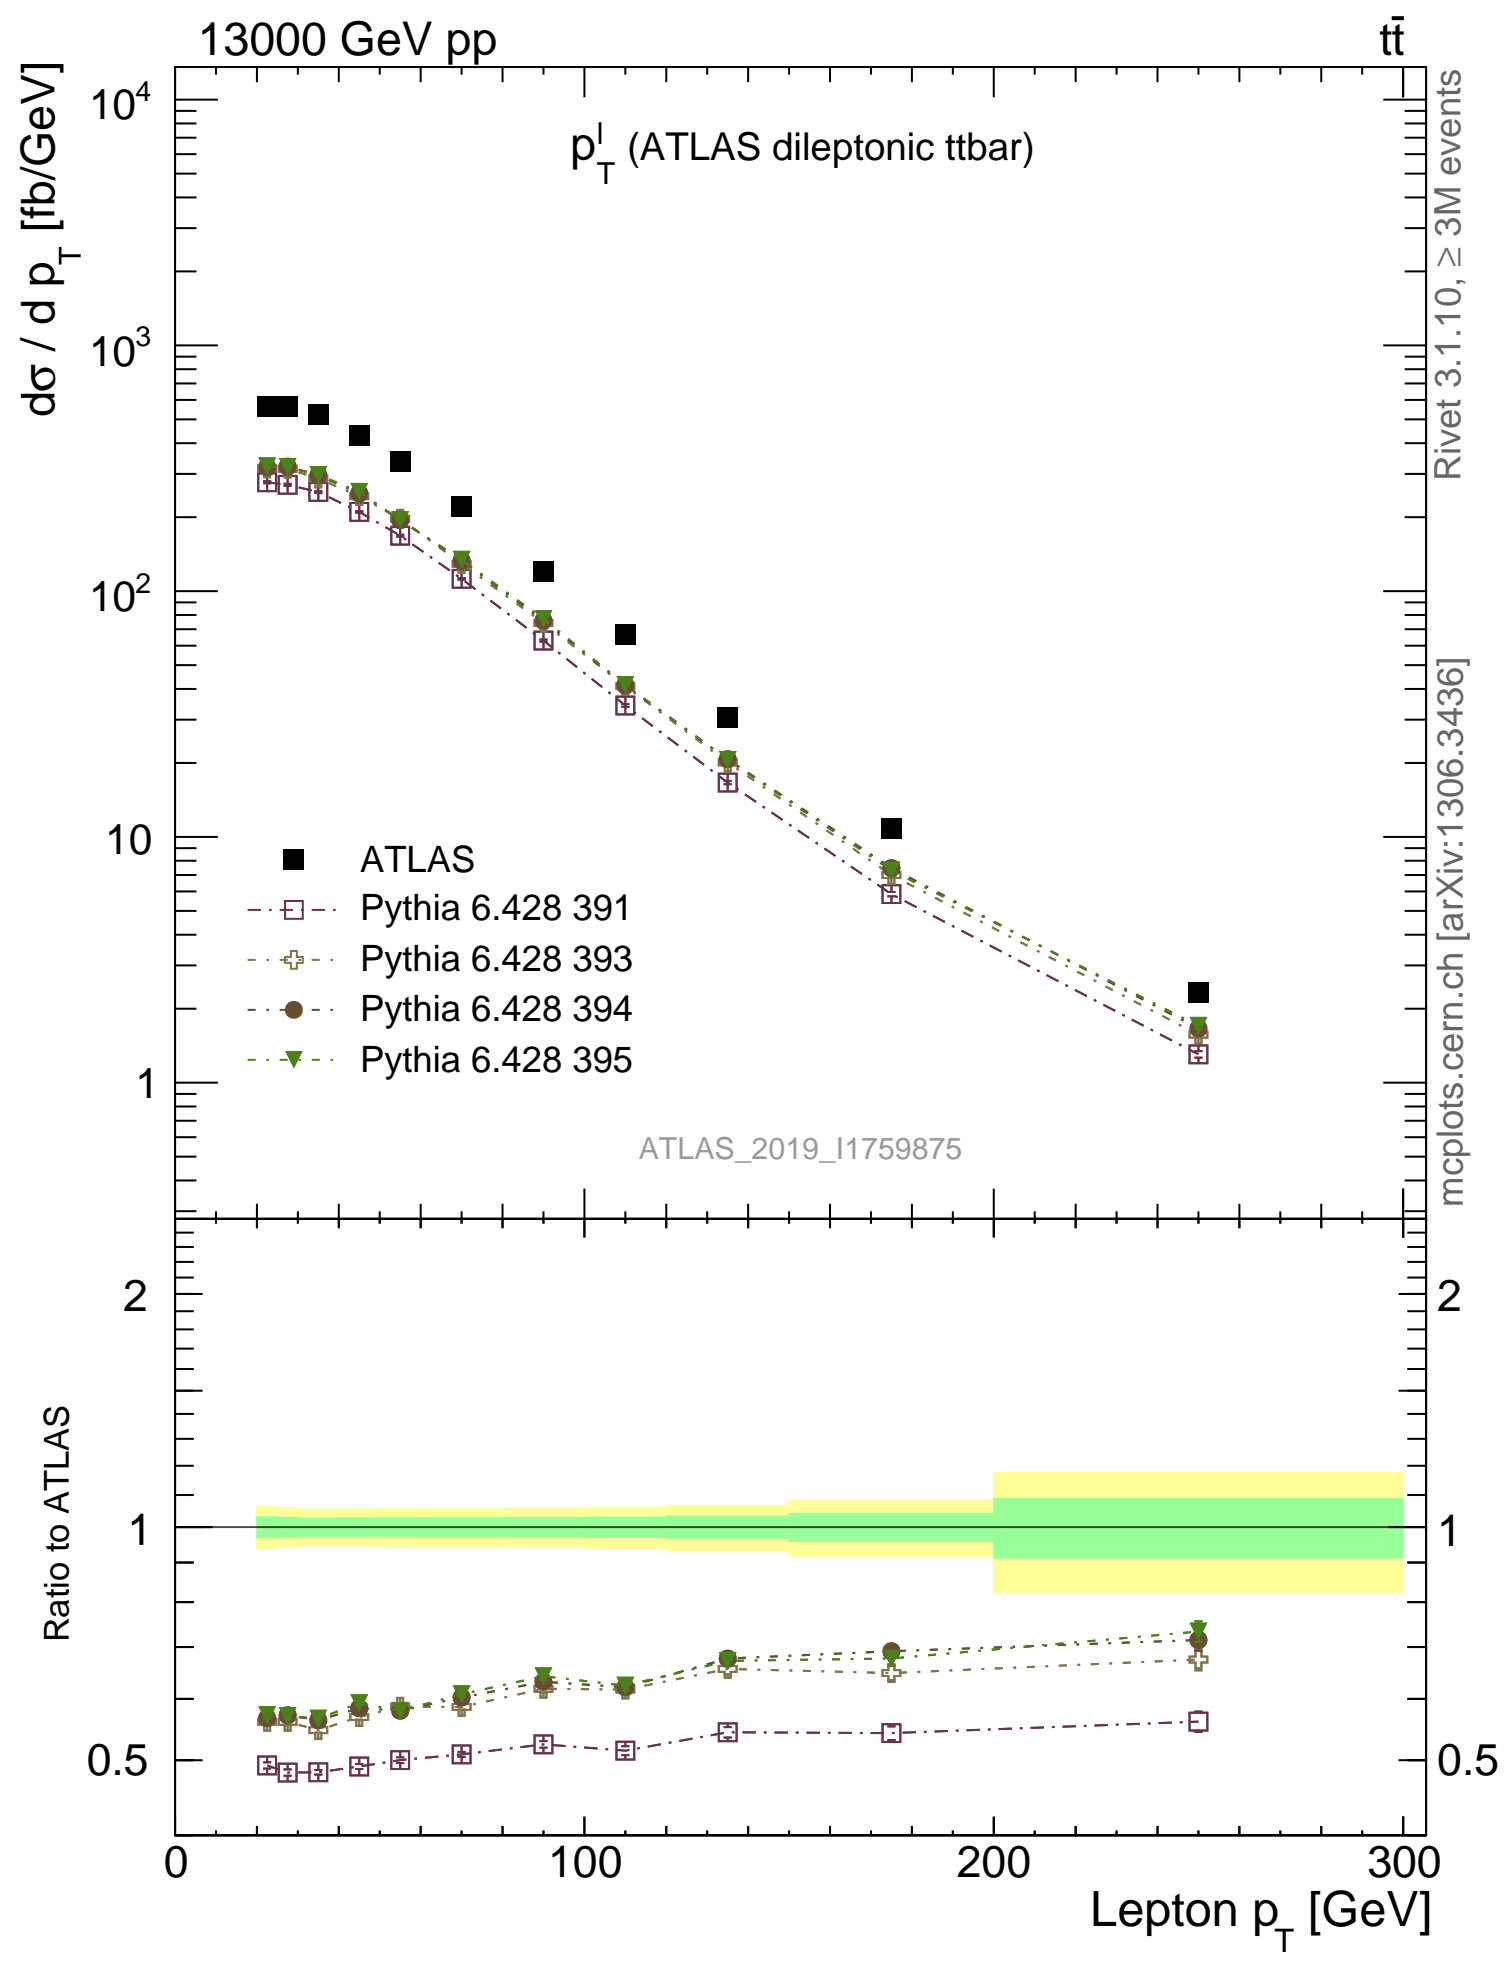 13000 GeV pp
tt̄
dσ / d p_T [fb/GeV]
p_T^l (ATLAS dileptonic ttbar)
10^4
10^3
10^2
10
1
ATLAS
Pythia 6.428 391
Pythia 6.428 393
Pythia 6.428 394
Pythia 6.428 395
ATLAS_2019_I1759875
Rivet 3.1.10, ≥ 3M events
mcplots.cern.ch [arXiv:1306.3436]
Ratio to ATLAS
2
1
0.5
2
1
0.5
0
100
200
300
Lepton p_T [GeV]